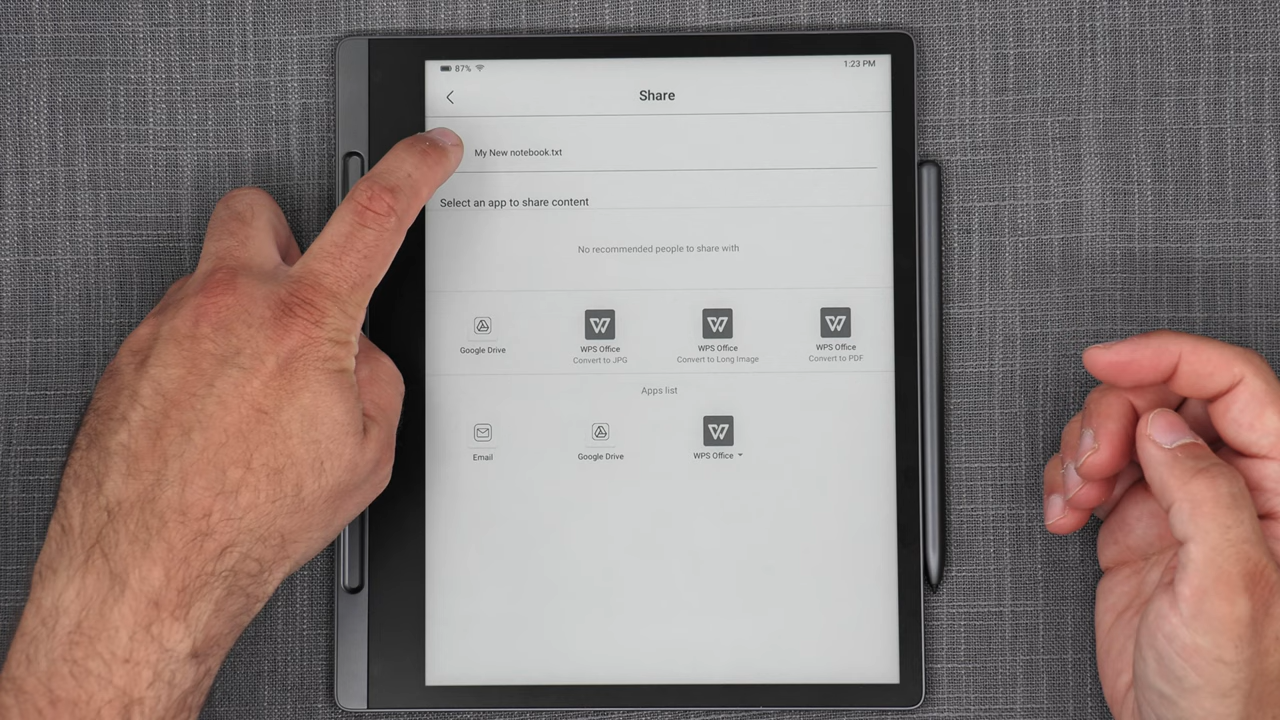 87%
1:23 PM
Share
My New notebook.txt
Select an app to share content
No recommended people to share with
Google Drive
WPS Office
Convert to JPG
WPS Office
Convert to Long Image
WPS Office
Convert to PDF
Apps list
Email
Google Drive
WPS Office